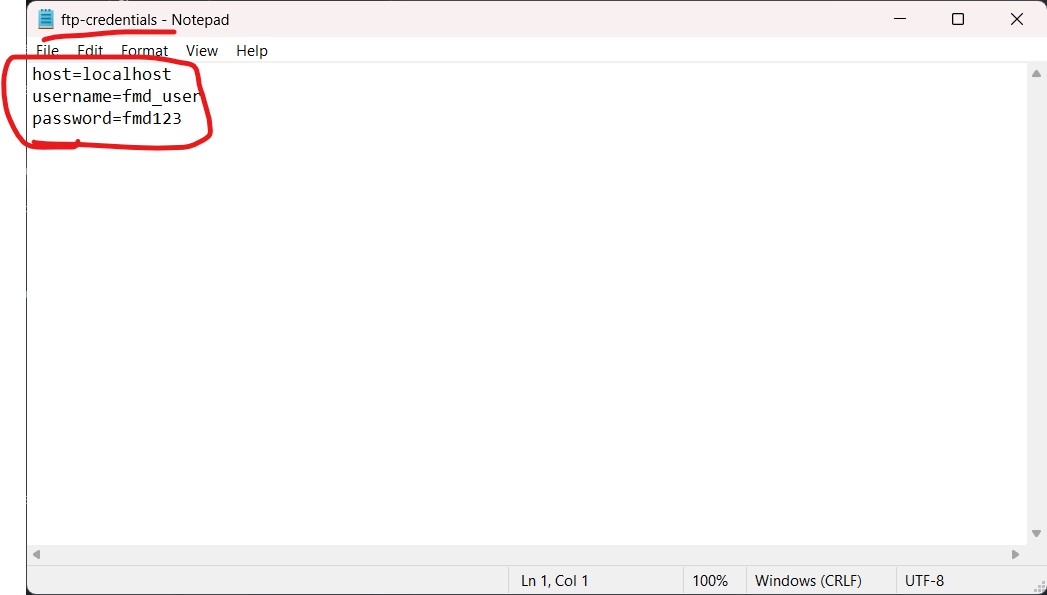 ftp-credentials - Notepad
File Edit Format View Help
host=localhost
username=fmd_user
password=fmd123
Ln 1, Col 1 100% Windows (CRLF) UTF-8